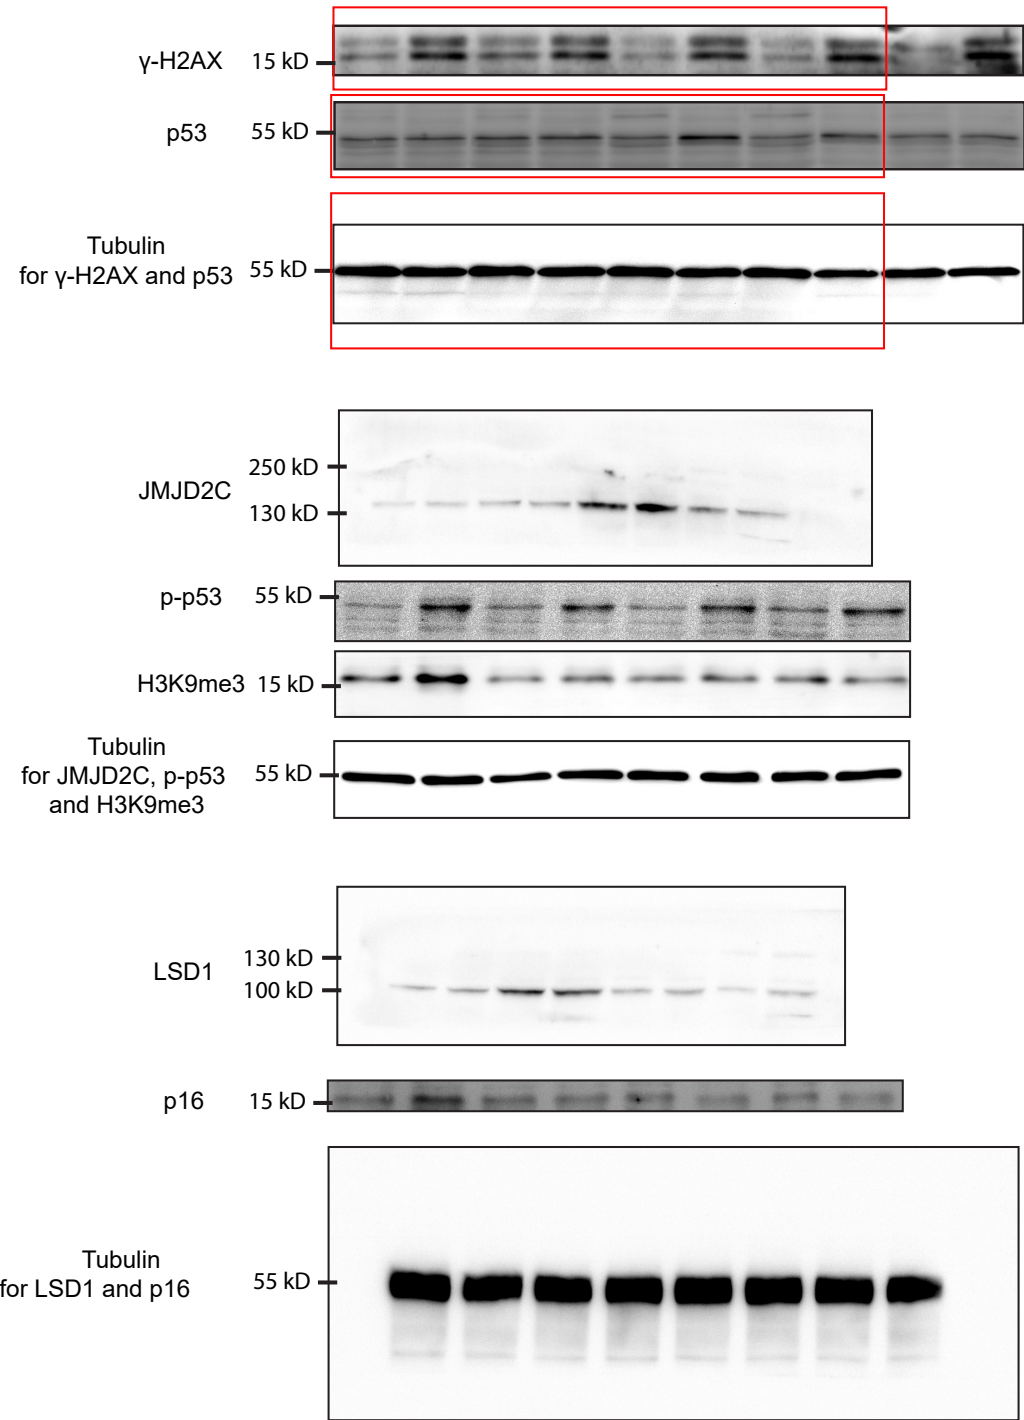 γ-H2AX 15 kD
p53 55 kD
Tubulin
for γ-H2AX and p53 55 kD
250 kD
JMJD2C
130 kD
p-p53 55 kD
H3K9me3 15 kD
Tubulin
for JMJD2C, p-p53 55 kD
and H3K9me3
130 kD
LSD1
100 kD
p16 15 kD
Tubulin
for LSD1 and p16 55 kD